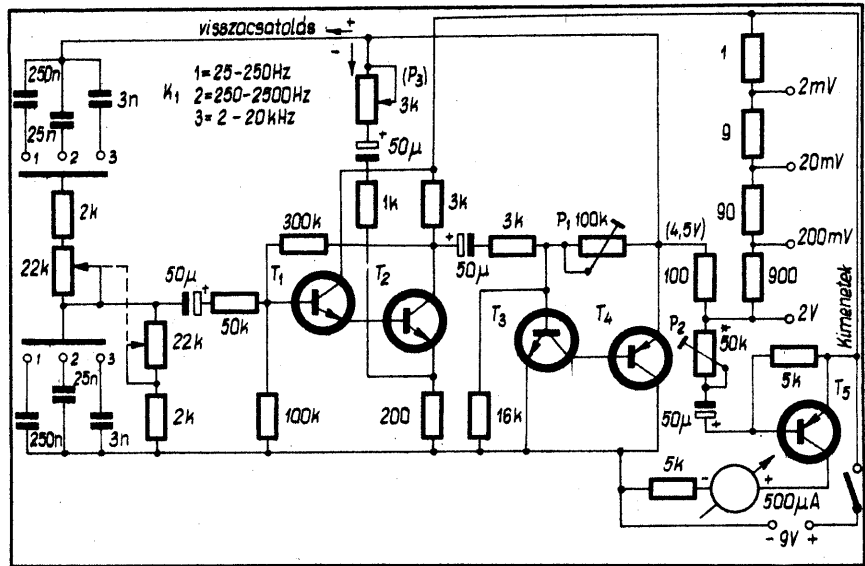 visszacsatolás
+
-
250n
25n
3n
K1
1=25-250Hz
2=250-2500Hz
3=2-20kHz
(P3)
3k
+
50µ
1 2 3
2k
22k
1k
3k
300k
50µ
+
50k
T1
T2
+
50µ
3k
P1 100k
(4,5V)
1
2mV
9
20mV
90
200mV
100
900
2V
Kimenetek
T3
T4
P2
*
50k
22k
1 2 3
25n
250n
3n
2k
100k
200
16k
50µ
+
5k
T5
5k
-
+
500µA
- 9V +